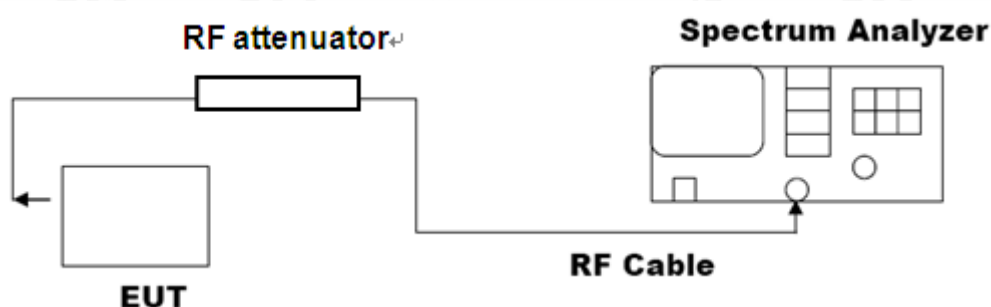 RF attenuator↵
Spectrum Analyzer
RF Cable
EUT